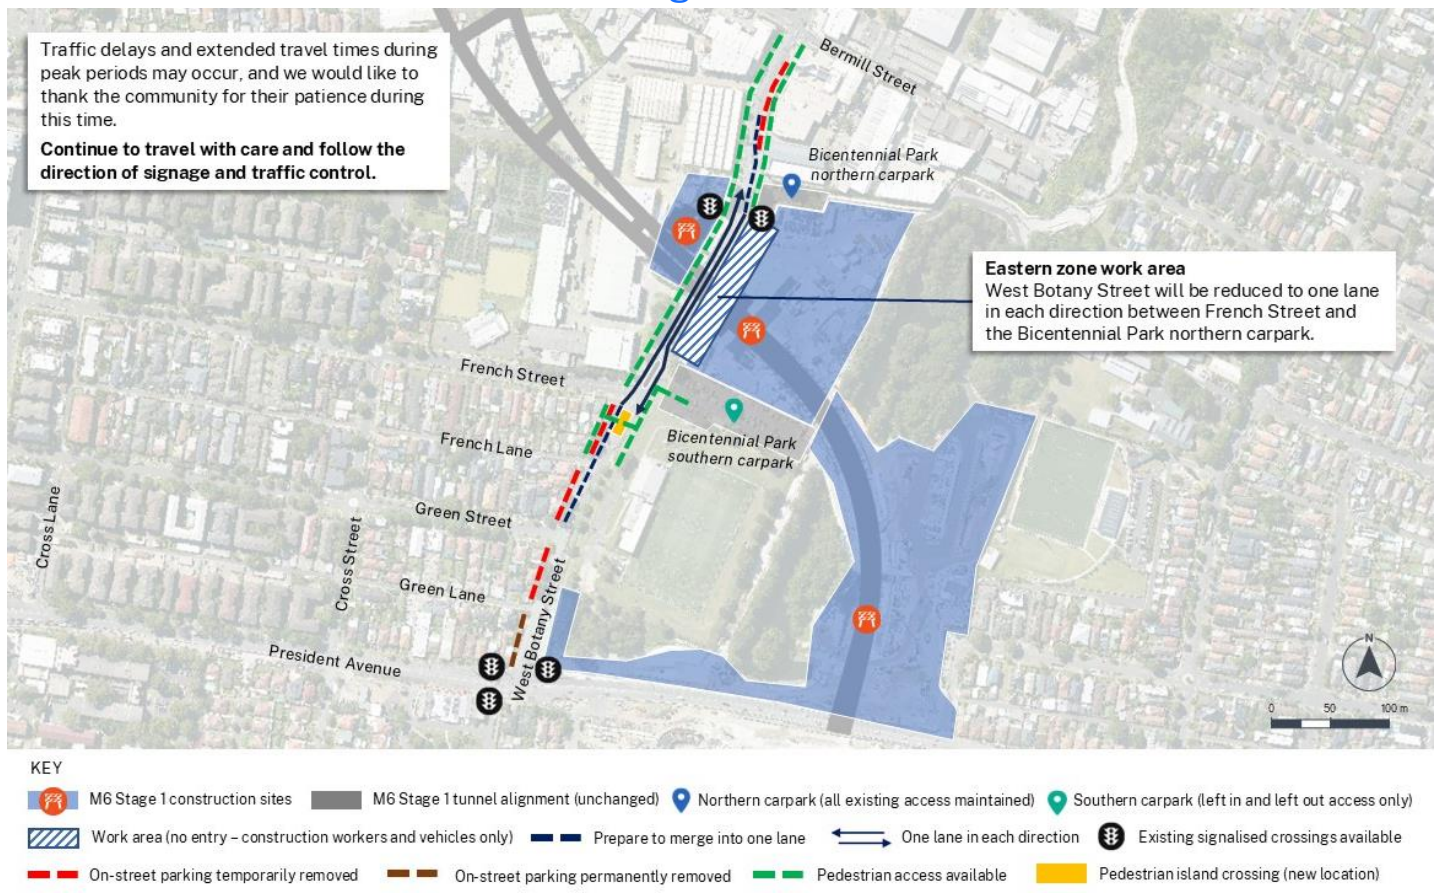 Traffic delays and extended travel times during
peak periods may occur, and we would like to
thank the community for their patience during
this time.
Continue to travel with care and follow the
direction of signage and traffic control.
Bermill Street
Bicentennial Park
northern carpark
Eastern zone work area
West Botany Street will be reduced to one lane
in each direction between French Street and
the Bicentennial Park northern carpark.
French Street
French Lane
Bicentennial Park
southern carpark
Green Street
Cross Lane
Cross Street
Green Lane
West Botany Street
President Avenue
N
0 50 100 m
KEY
M6 Stage 1 construction sites
M6 Stage 1 tunnel alignment (unchanged)
Northern carpark (all existing access maintained)
Southern carpark (left in and left out access only)
Work area (no entry – construction workers and vehicles only)
Prepare to merge into one lane
One lane in each direction
Existing signalised crossings available
On-street parking temporarily removed
On-street parking permanently removed
Pedestrian access available
Pedestrian island crossing (new location)